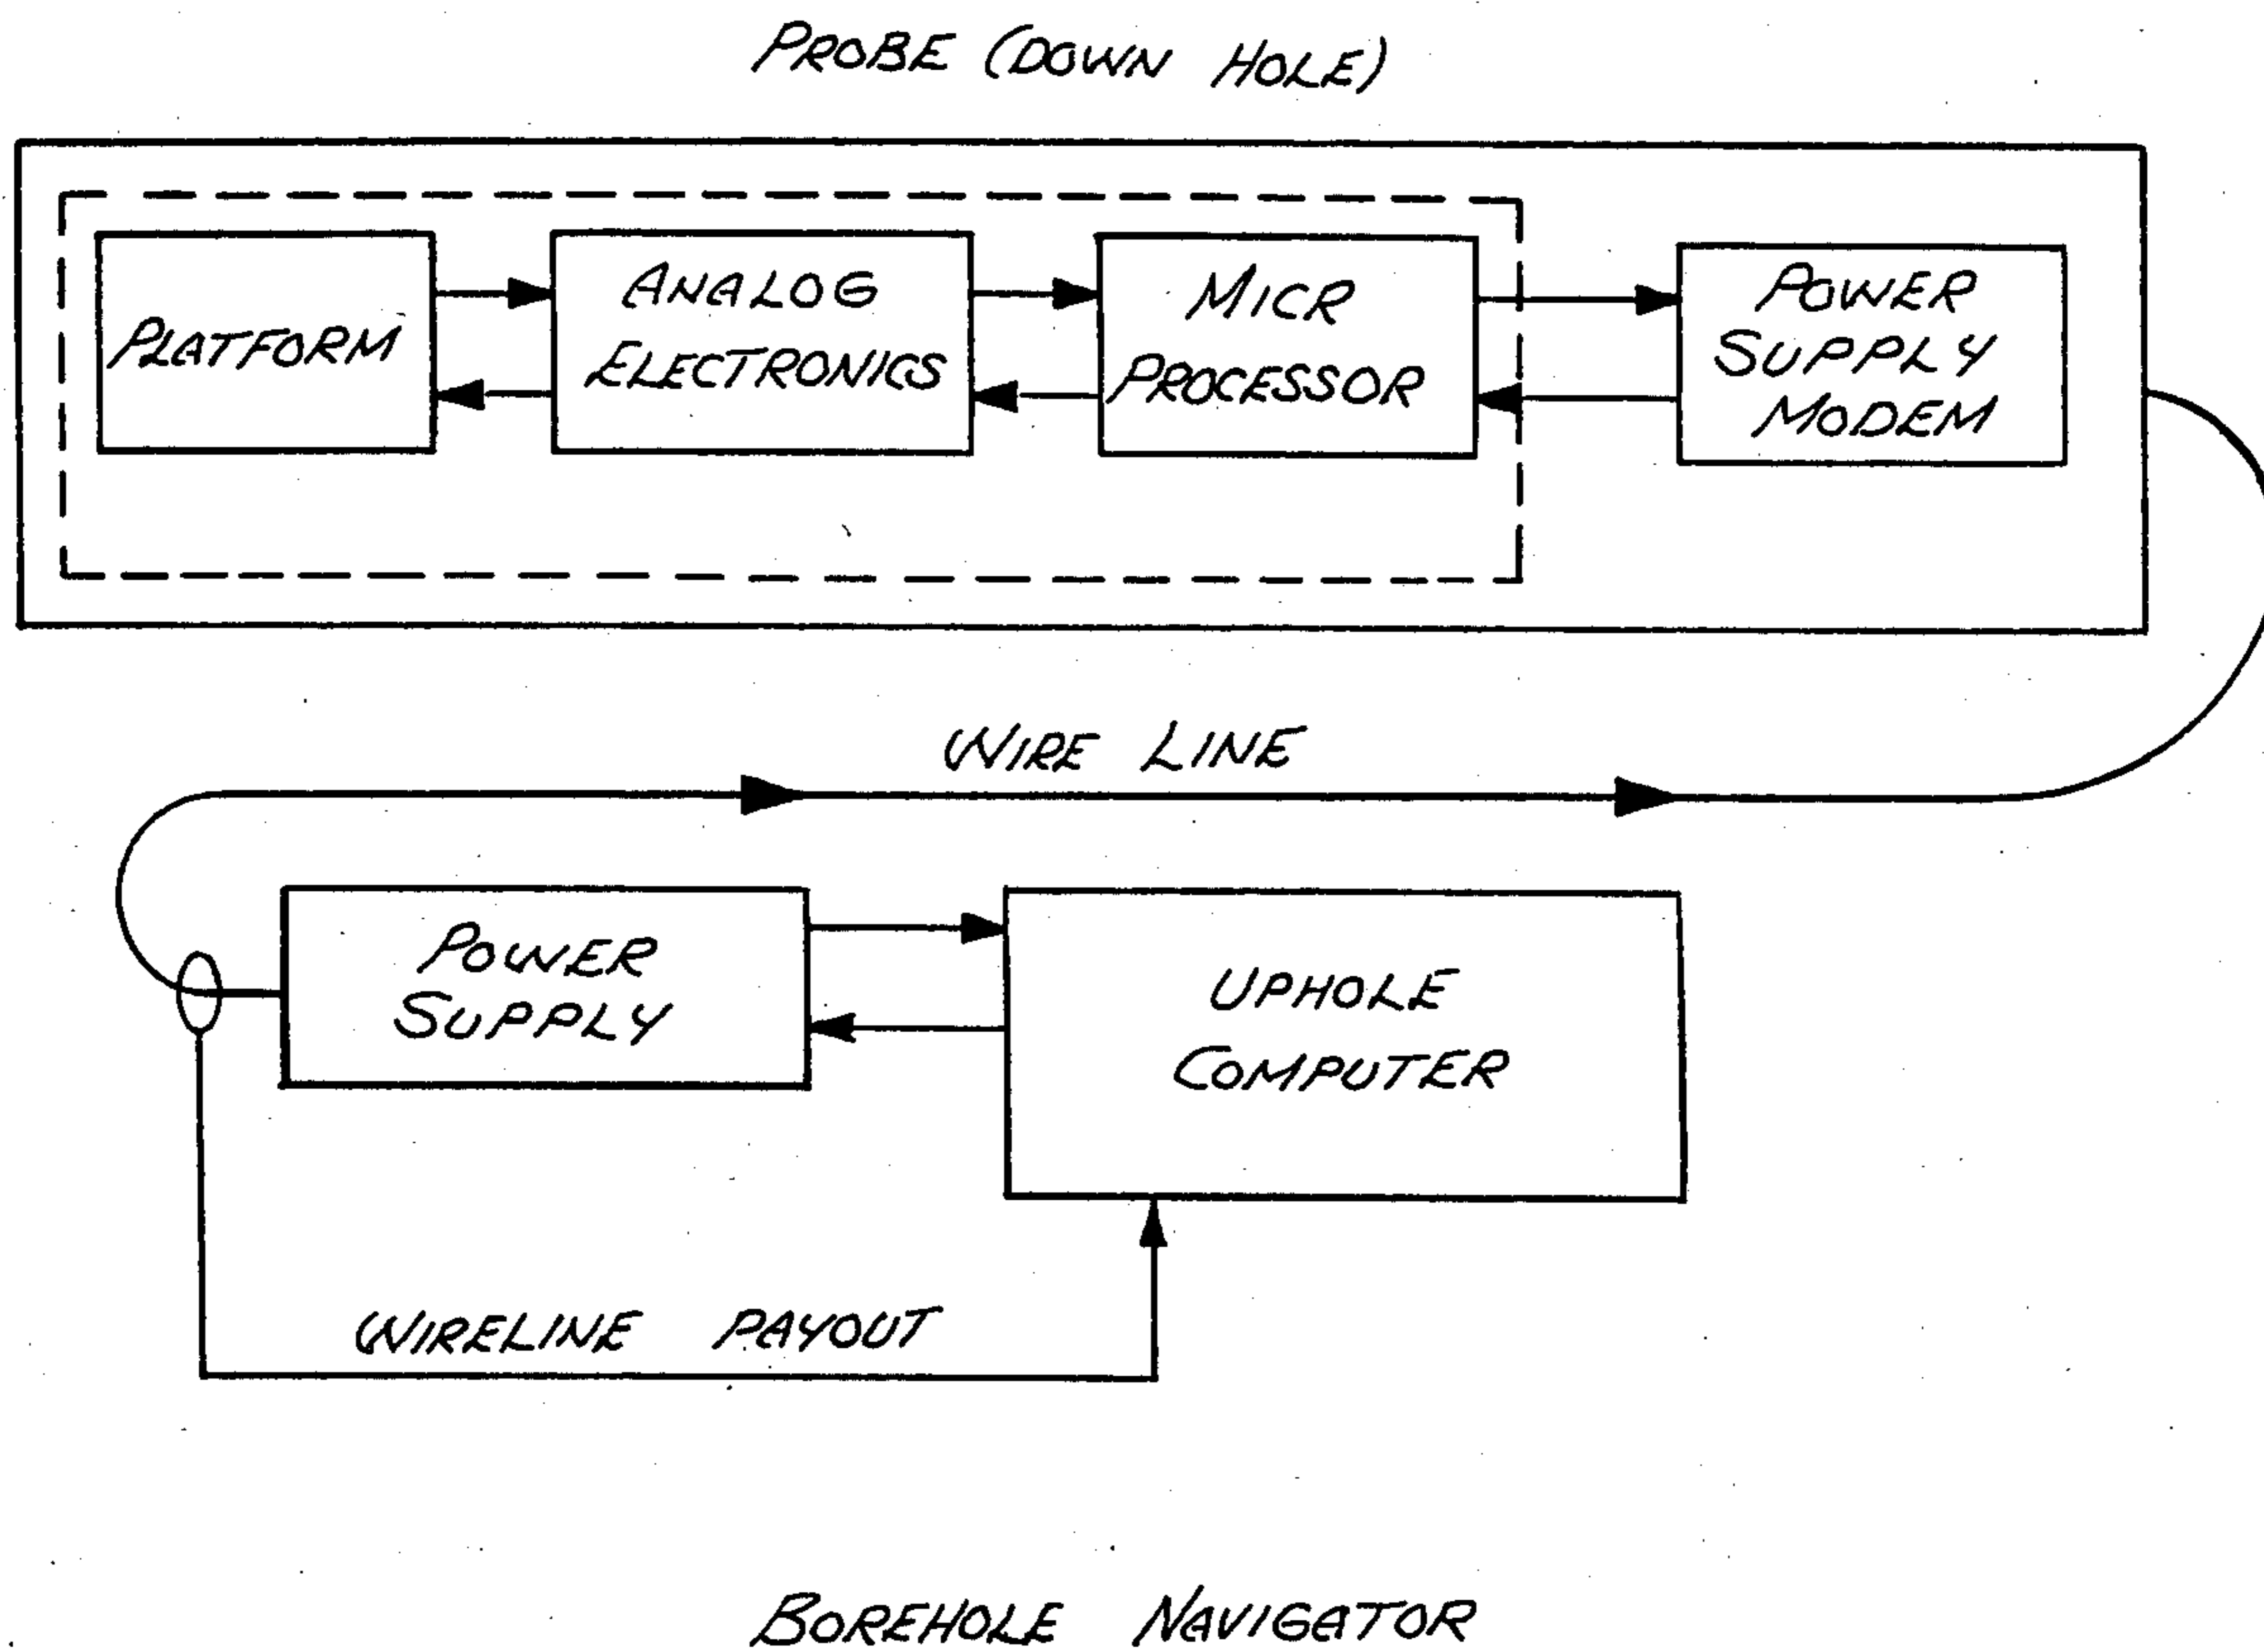 PROBE (DOWN HOLE)
PLATFORM
ANALOG
ELECTRONICS
MICR
PROCESSOR
POWER
SUPPLY
MODEM
WIRE LINE
POWER
SUPPLY
UPHOLE
COMPUTER
WIRELINE PAYOUT
BOREHOLE NAVIGATOR